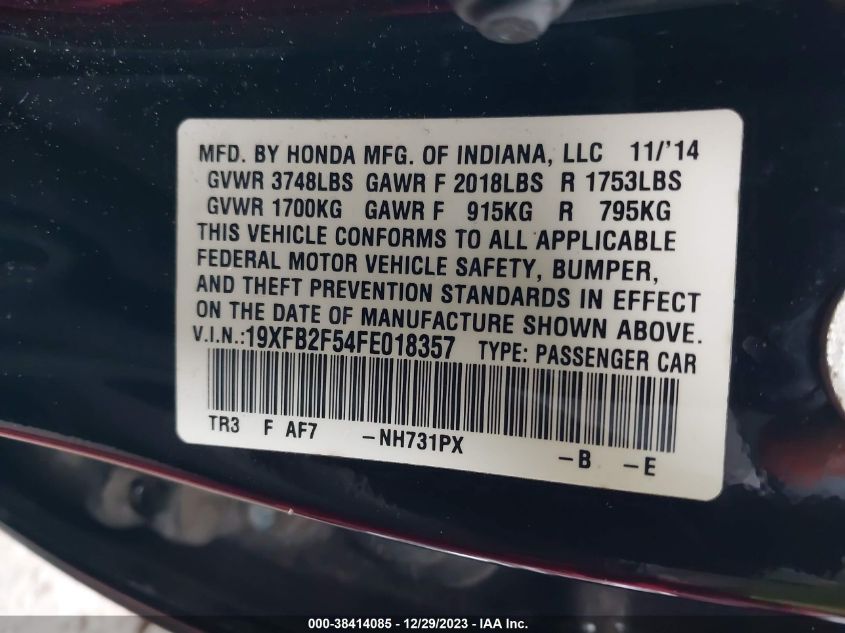 MFD. BY HONDA MFG. OF INDIANA, LLC 11/'14
GVWR 3748LBS GAWR F 2018LBS R 1753LBS
GVWR 1700KG GAWR F 915KG R 795KG
THIS VEHICLE CONFORMS TO ALL APPLICABLE
FEDERAL MOTOR VEHICLE SAFETY, BUMPER,
AND THEFT PREVENTION STANDARDS IN EFFECT
ON THE DATE OF MANUFACTURE SHOWN ABOVE.
V.I.N.:19XFB2F54FE018357 TYPE: PASSENGER CAR
TR3 F AF7 -NH731PX -B -E
000-38414085 - 12/29/2023 - IAA Inc.